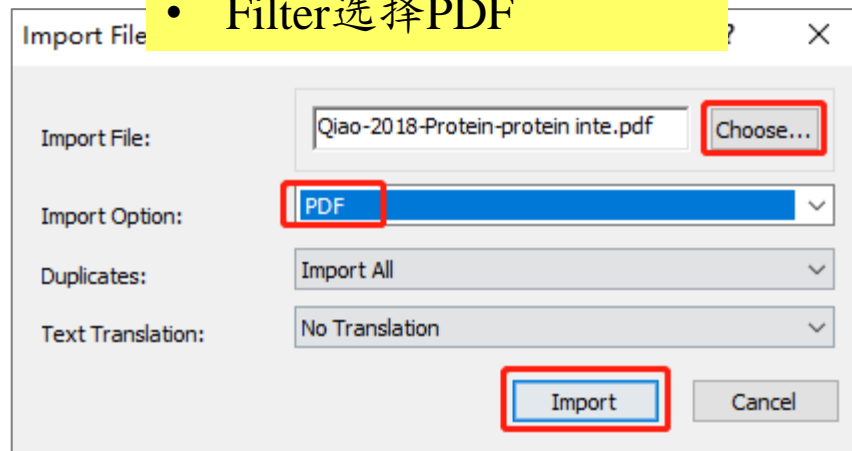 • Filter选择PDF
Import File ? ×
Import File: Qiao-2018-Protein-protein inte.pdf Choose...
Import Option: PDF
Duplicates: Import All
Text Translation: No Translation
Import Cancel